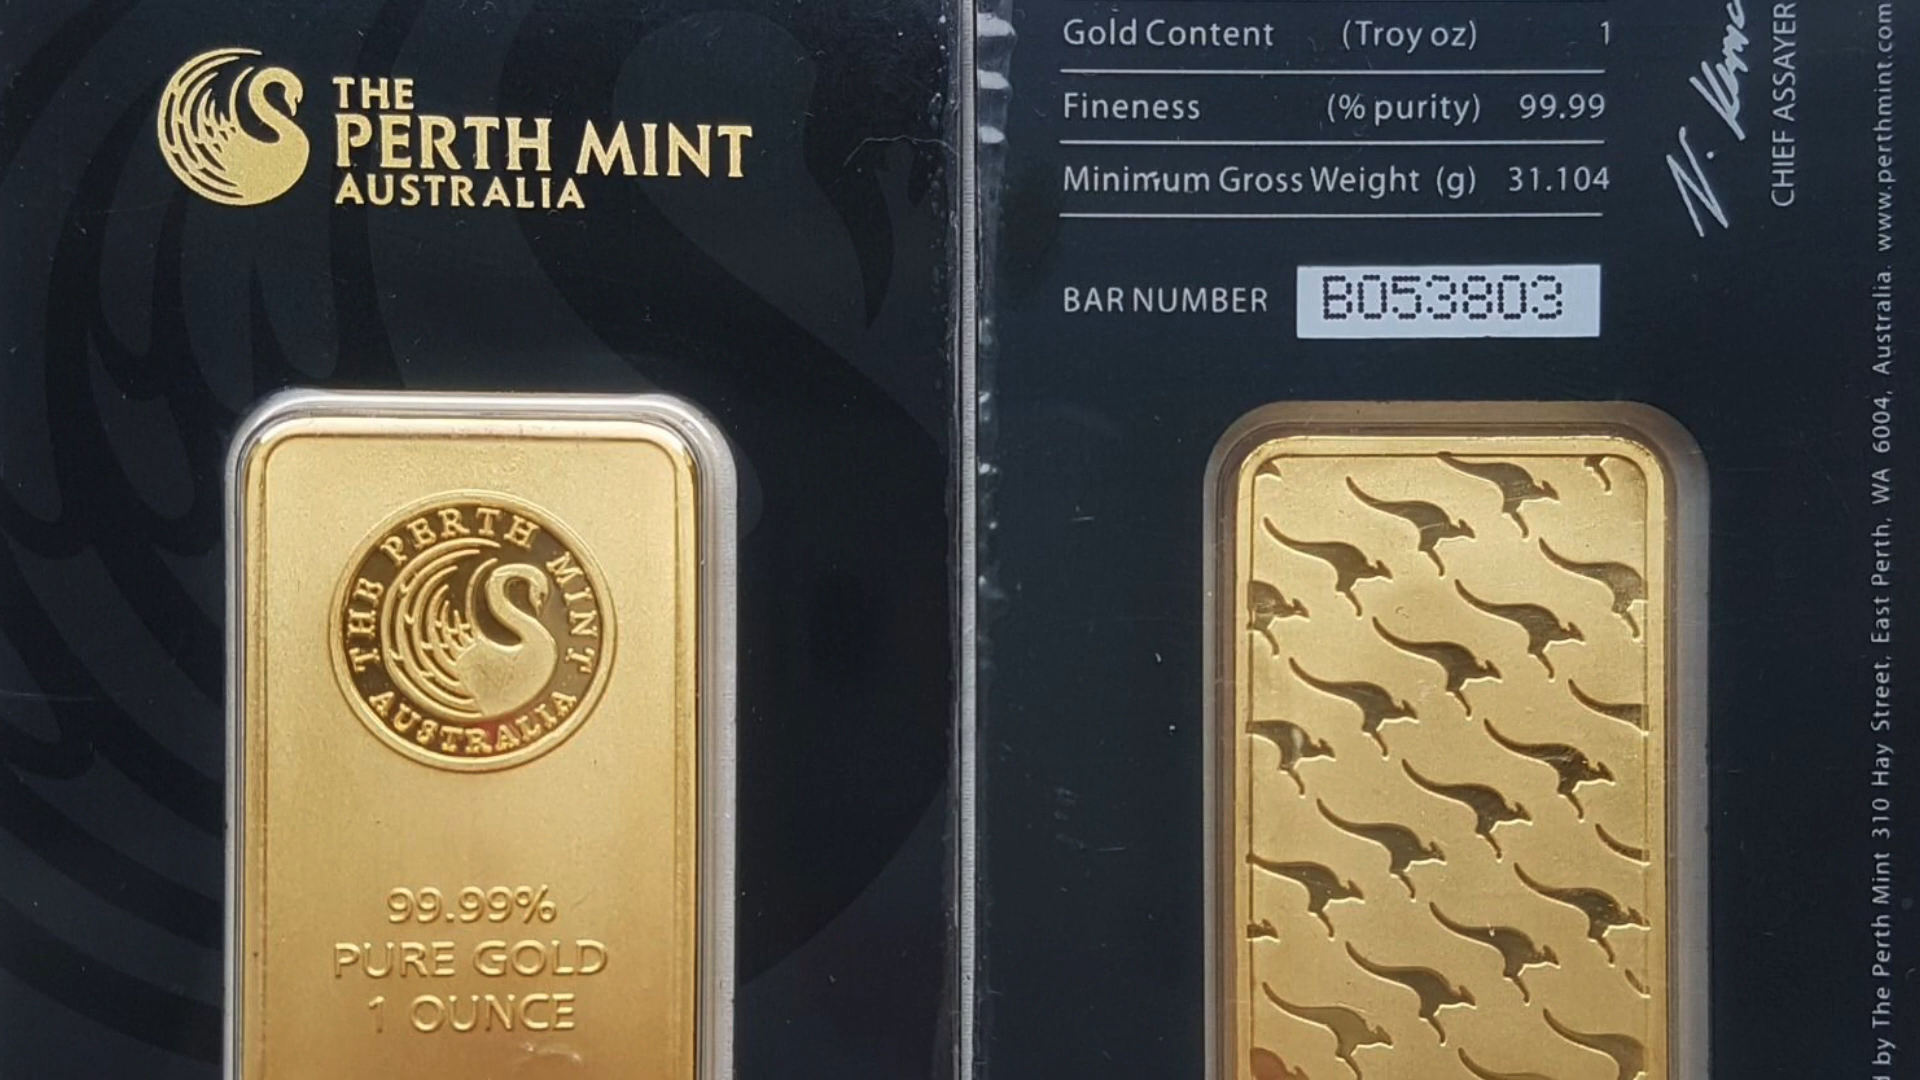 THE
PERTH MINT
AUSTRALIA
THE PERTH MINT
AUSTRALIA
99.99%
PURE GOLD
1 OUNCE
Gold Content (Troy oz) 1
Fineness (% purity) 99.99
Minimum Gross Weight (g) 31.104
BAR NUMBER B053803
N.
CHIEF ASSAYER
by The Perth Mint 310 Hay Street, East Perth, WA 6004, Australia. www.perthmint.com